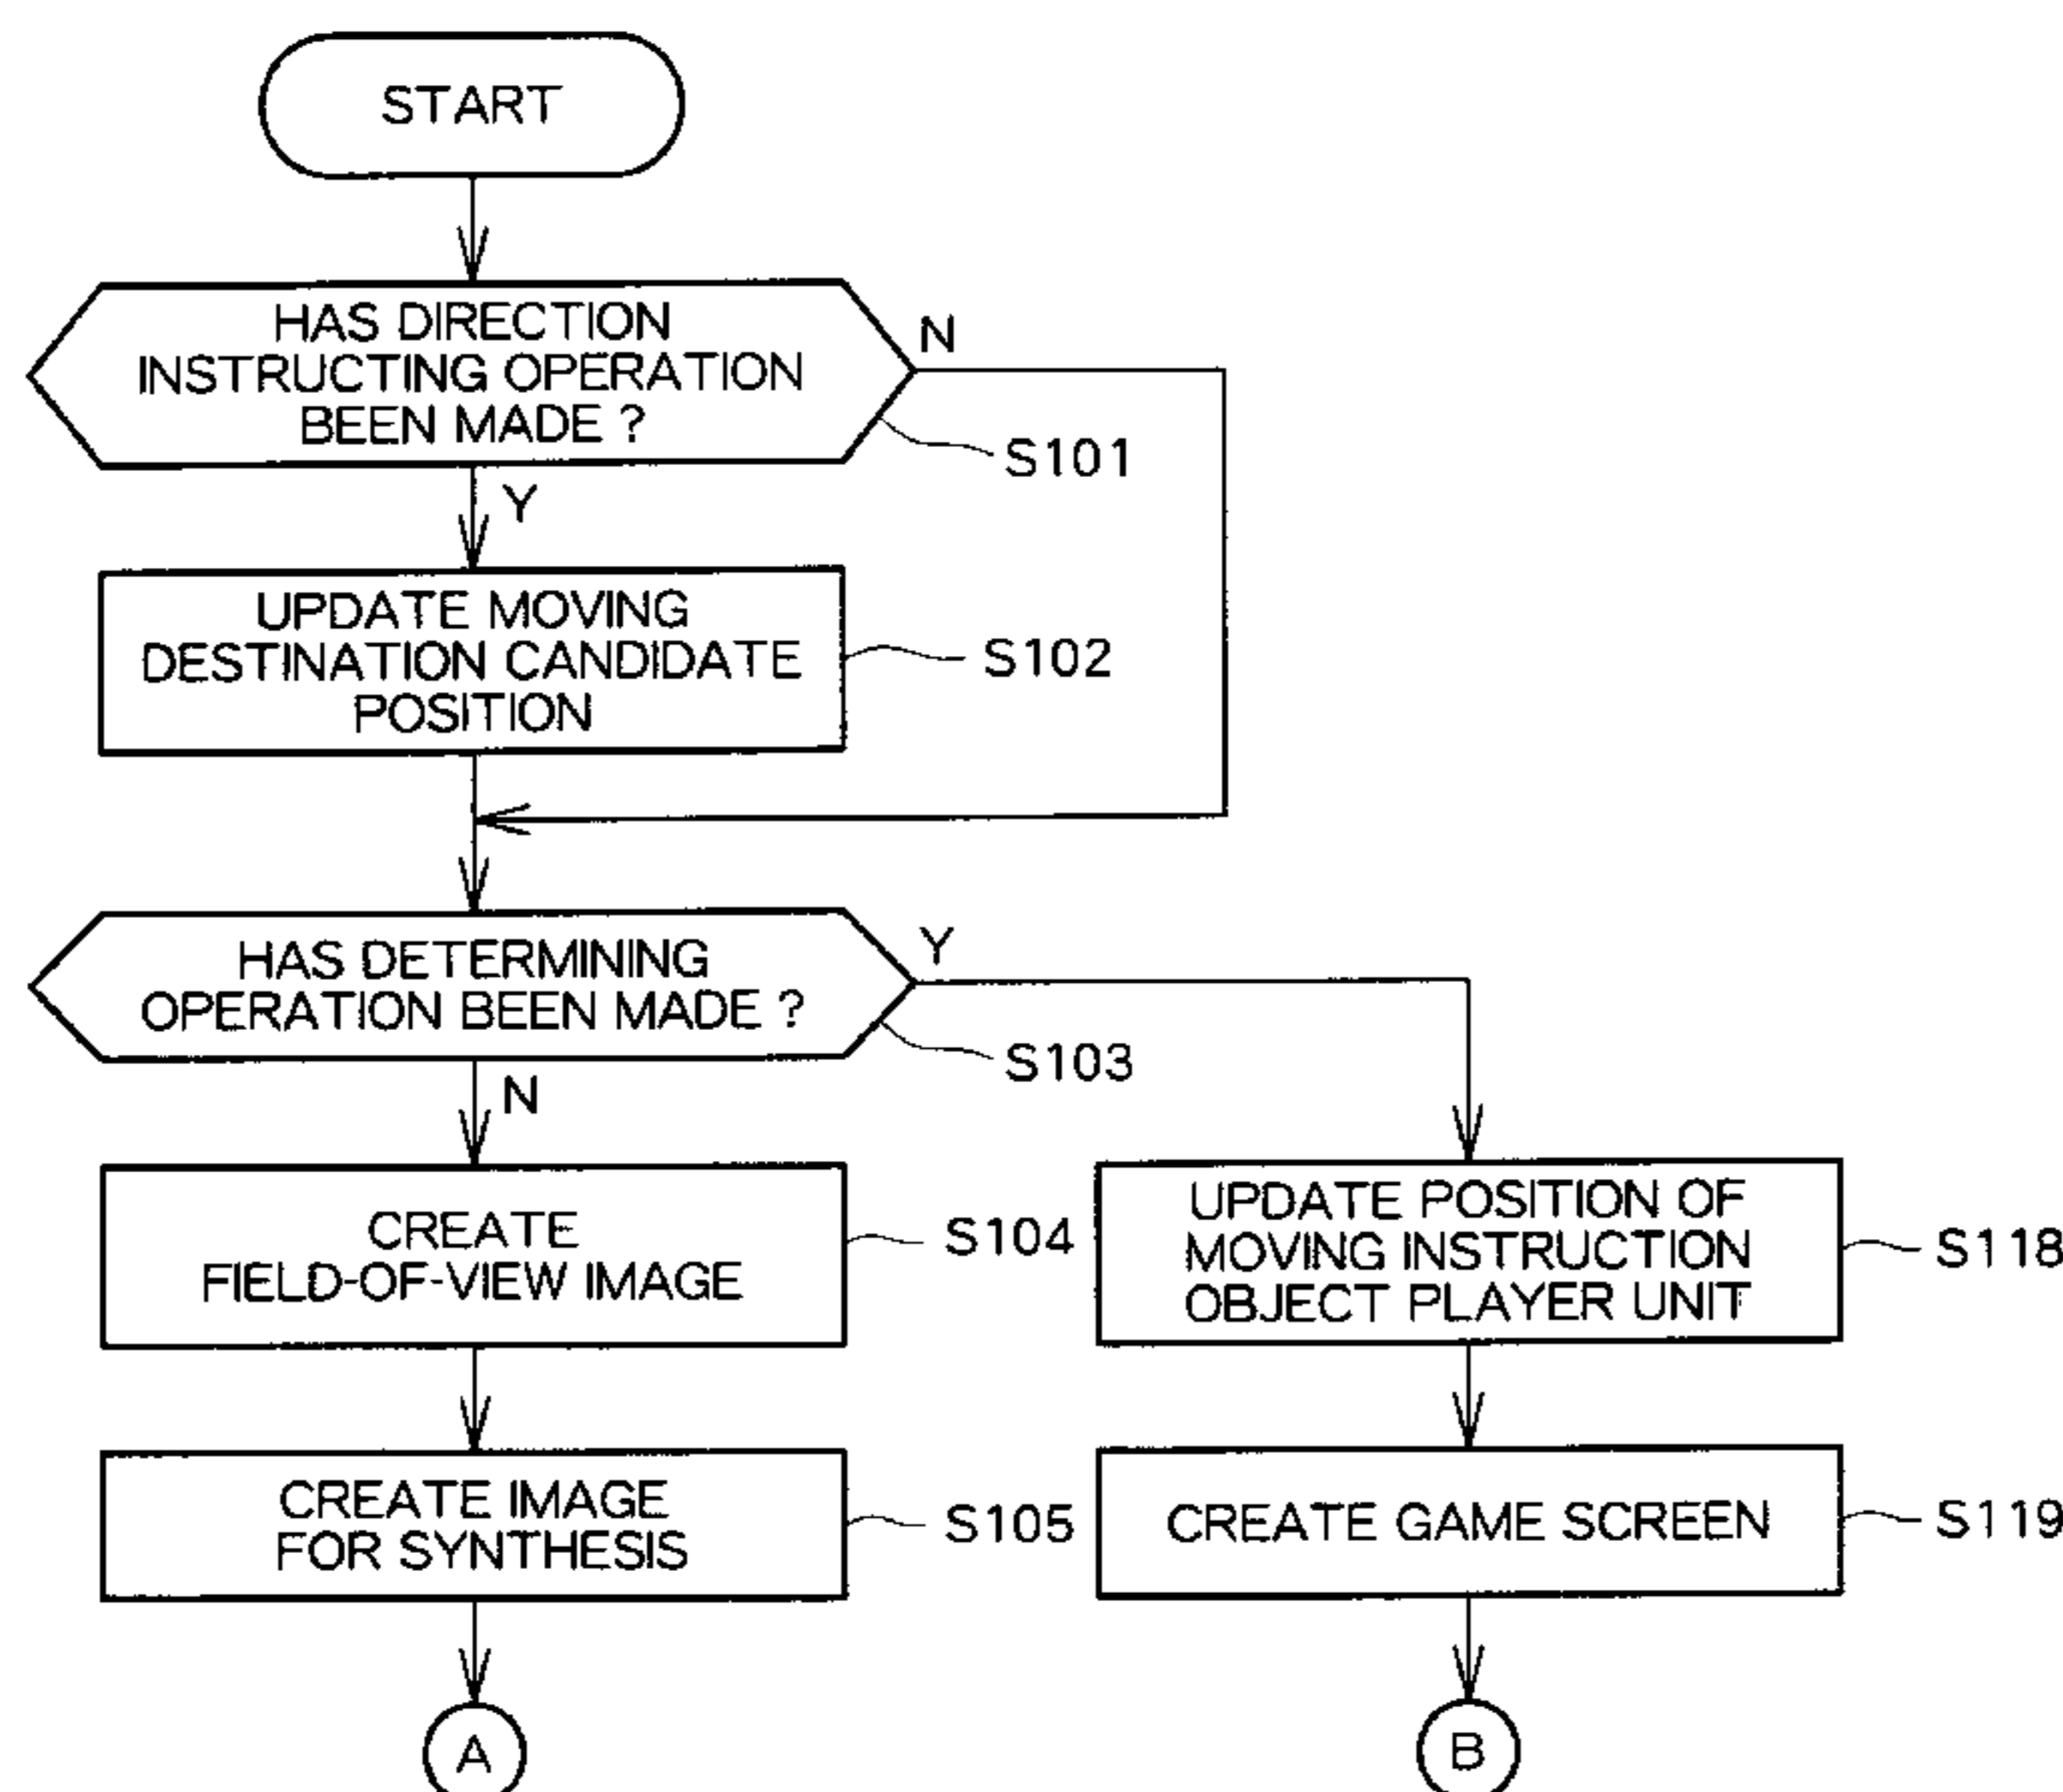 START
HAS DIRECTION
INSTRUCTING OPERATION
BEEN MADE ?
N
S101
Y
UPDATE MOVING
DESTINATION CANDIDATE
POSITION
S102
HAS DETERMINING
OPERATION BEEN MADE ?
Y
S103
N
CREATE
FIELD-OF-VIEW IMAGE
S104
UPDATE POSITION OF
MOVING INSTRUCTION
OBJECT PLAYER UNIT
S118
CREATE IMAGE
FOR SYNTHESIS
S105
CREATE GAME SCREEN
S119
A
B